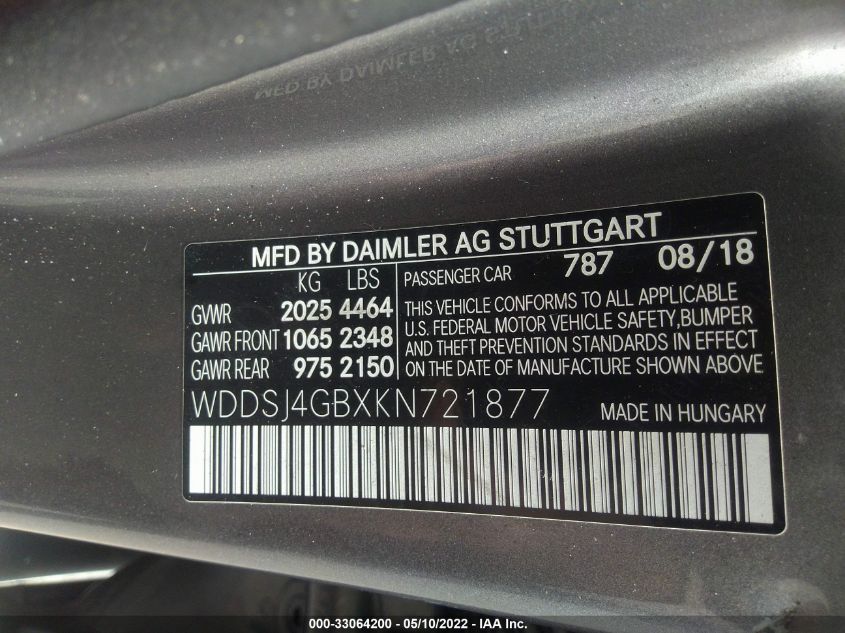 MFD BY DAIMLER AG STUTTGART
KG LBS
GVWR 2025 4464
GAWR FRONT 1065 2348
GAWR REAR 975 2150
PASSENGER CAR 787 08/18
THIS VEHICLE CONFORMS TO ALL APPLICABLE
U.S. FEDERAL MOTOR VEHICLE SAFETY,BUMPER
AND THEFT PREVENTION STANDARDS IN EFFECT
ON THE DATE OF MANUFACTURE SHOWN ABOVE
WDDSJ4GBXKN721877 MADE IN HUNGARY
000-33064200 - 05/10/2022 - IAA Inc.